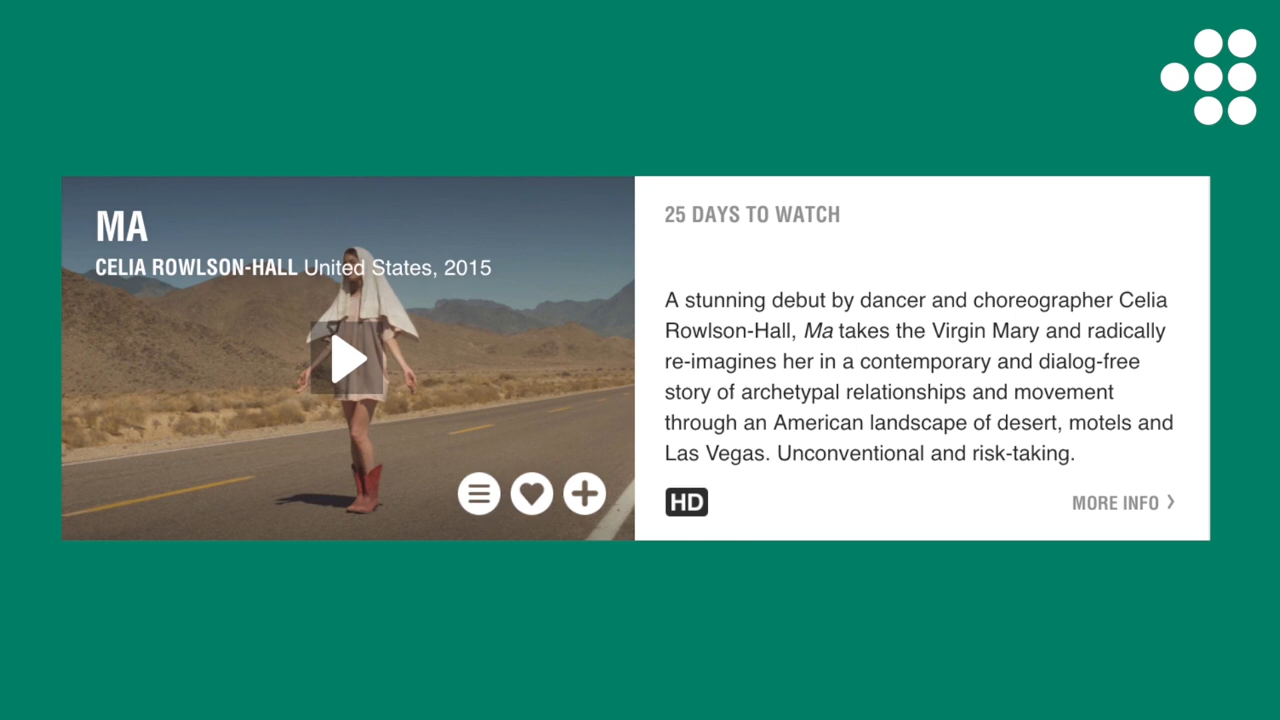 MA
CELIA ROWLSON-HALL United States, 2015
25 DAYS TO WATCH
A stunning debut by dancer and choreographer Celia
Rowlson-Hall, Ma takes the Virgin Mary and radically
re-imagines her in a contemporary and dialog-free
story of archetypal relationships and movement
through an American landscape of desert, motels and
Las Vegas. Unconventional and risk-taking.
HD
MORE INFO